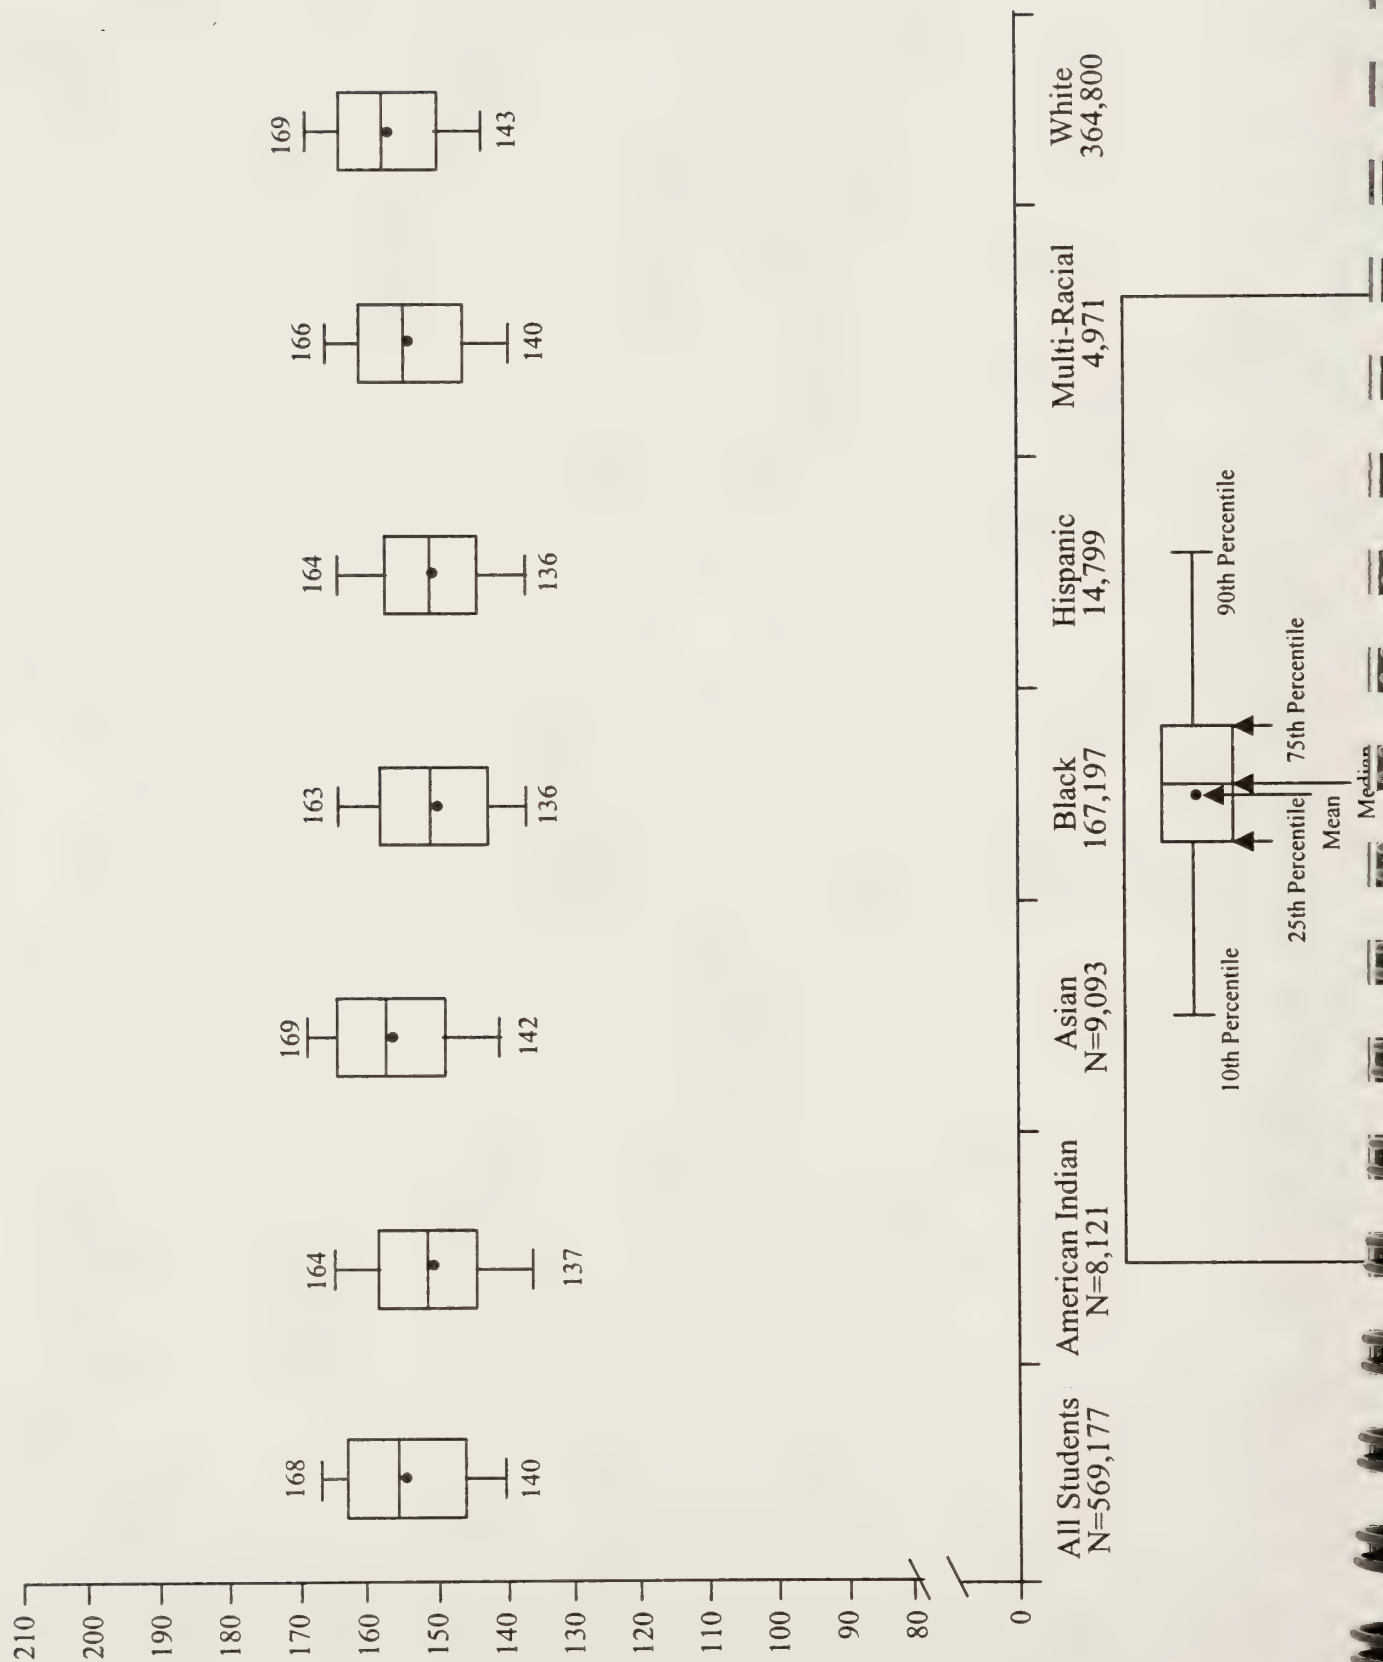 210
200
190
180
170
160
150
140
130
120
110
100
90
80
0
168
140
164
137
169
142
163
136
164
136
166
140
169
143
All Students
N=569,177
American Indian
N=8,121
Asian
N=9,093
Black
167,197
Hispanic
14,799
Multi-Racial
4,971
White
364,800
10th Percentile
90th Percentile
25th Percentile
75th Percentile
Mean
Median